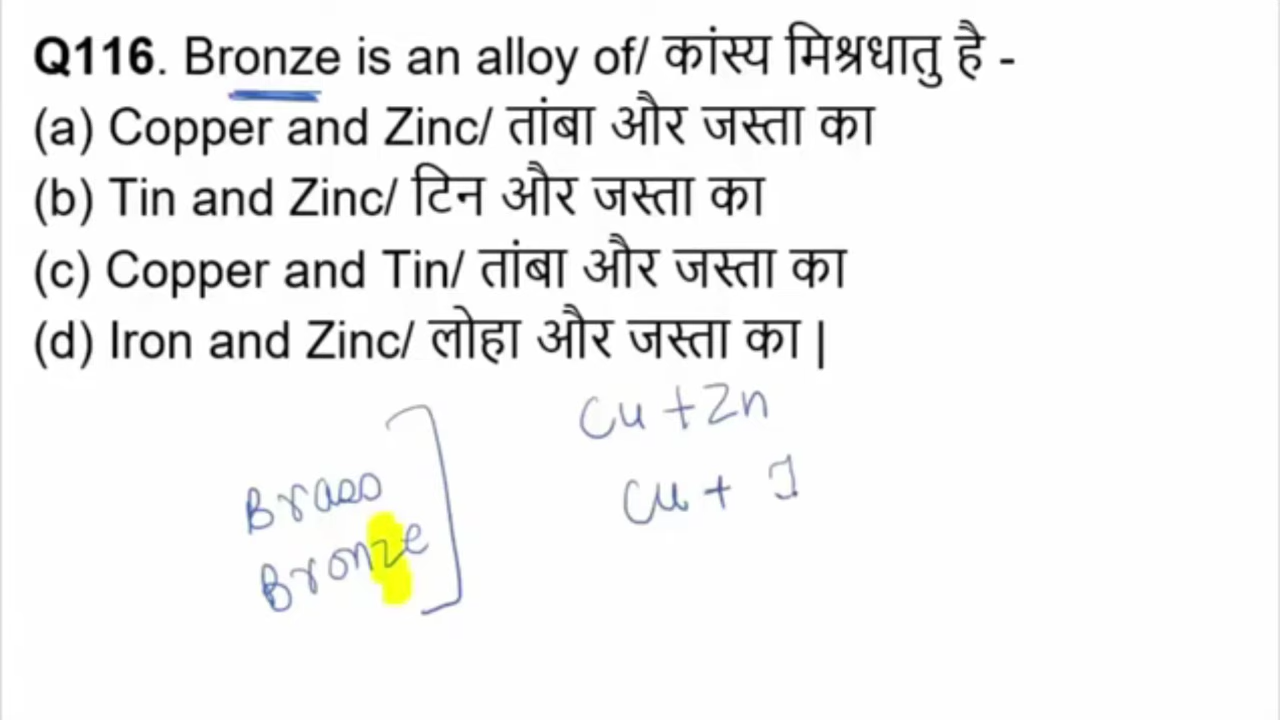 Q116. Bronze is an alloy of/ कांस्य मिश्रधातु है -
(a) Copper and Zinc/ तांबा और जस्ता का
(b) Tin and Zinc/ टिन और जस्ता का
(c) Copper and Tin/ तांबा और जस्ता का
(d) Iron and Zinc/ लोहा और जस्ता का |
Cu + Zn
Brass
Cu +
Bronze